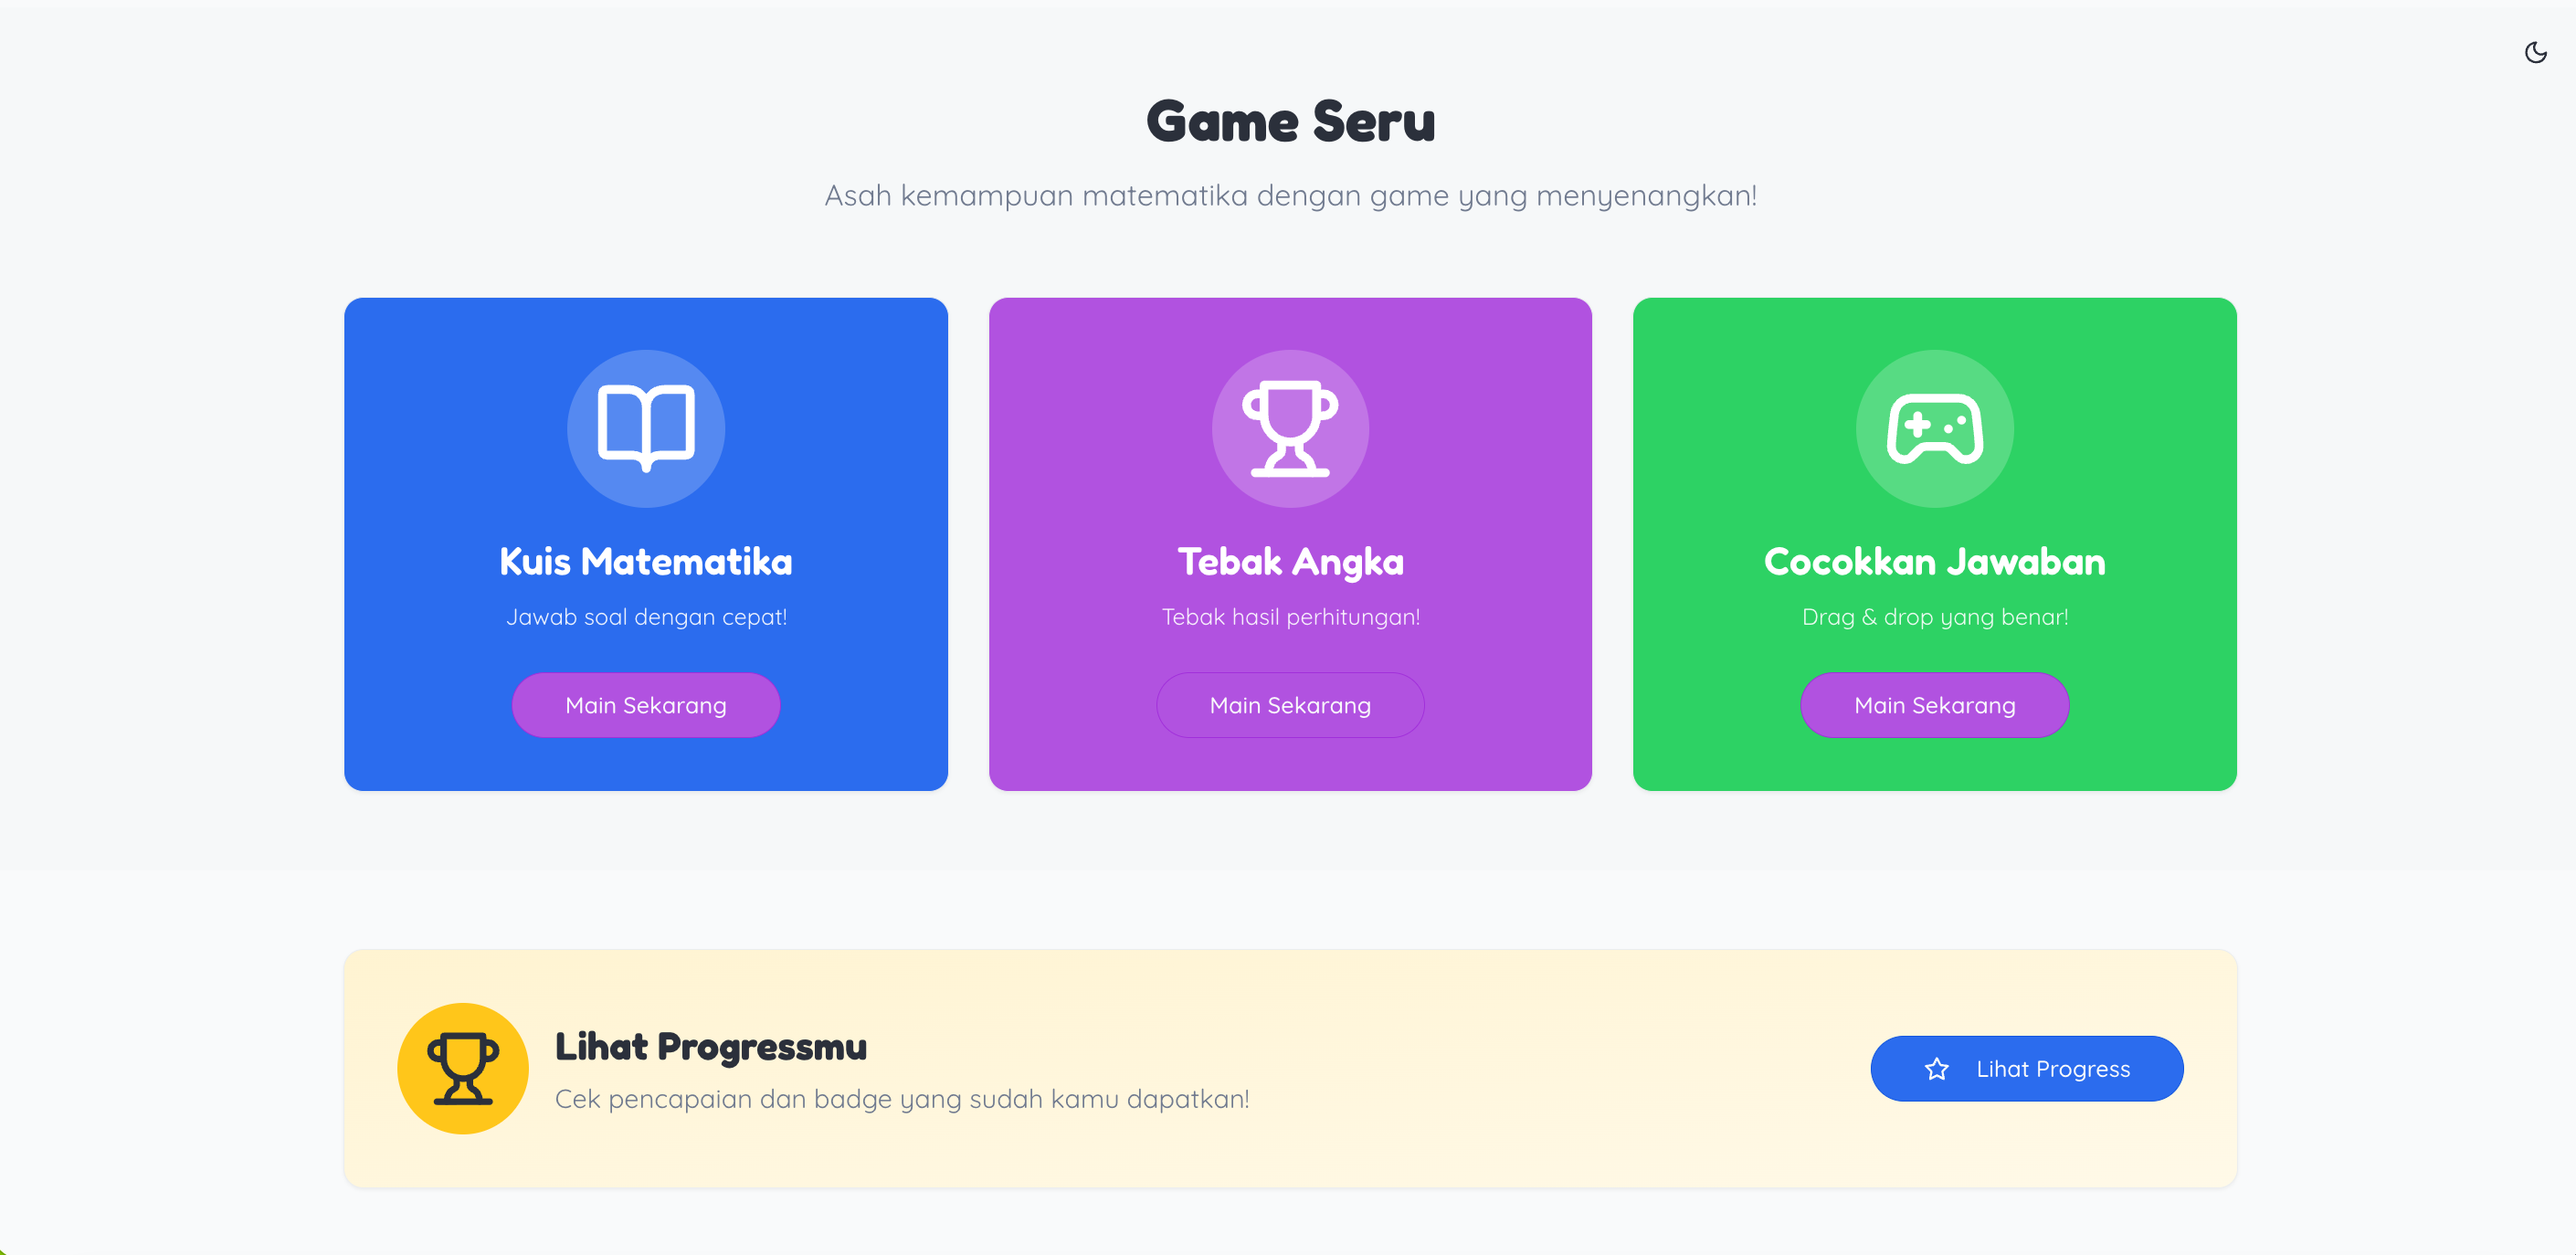 Game Seru
Asah kemampuan matematika dengan game yang menyenangkan!
Kuis Matematika
Jawab soal dengan cepat!
Main Sekarang
Tebak Angka
Tebak hasil perhitungan!
Main Sekarang
Cocokkan Jawaban
Drag & drop yang benar!
Main Sekarang
Lihat Progressmu
Cek pencapaian dan badge yang sudah kamu dapatkan!
Lihat Progress